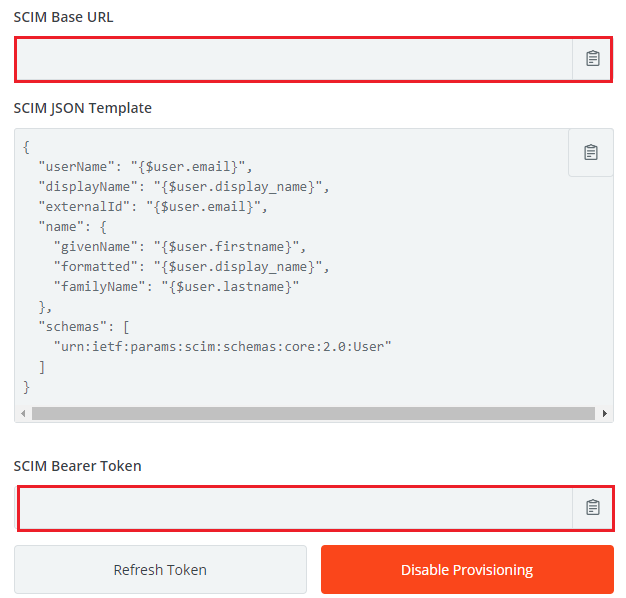 SCIM Base URL
SCIM JSON Template
{
  "userName": "{$user.email}",
  "displayName": "{$user.display_name}",
  "externalId": "{$user.email}",
  "name": {
    "givenName": "{$user.firstname}",
    "formatted": "{$user.display_name}",
    "familyName": "{$user.lastname}"
  },
  "schemas": [
    "urn:ietf:params:scim:schemas:core:2.0:User"
  ]
}
SCIM Bearer Token
Refresh Token
Disable Provisioning